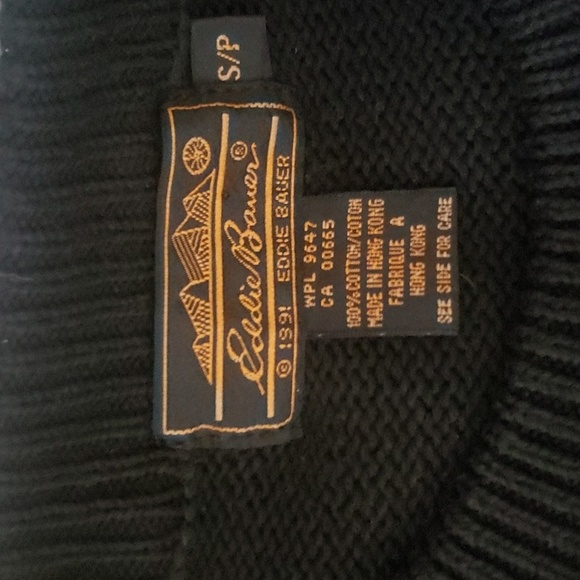 S/P
Eddie Bauer®
© 1991 EDDIE BAUER
WPL 9647
CA 00665
100% COTTON/COTON
MADE IN HONG KONG
FABRIQUE A
HONG KONG
SEE SIDE FOR CARE